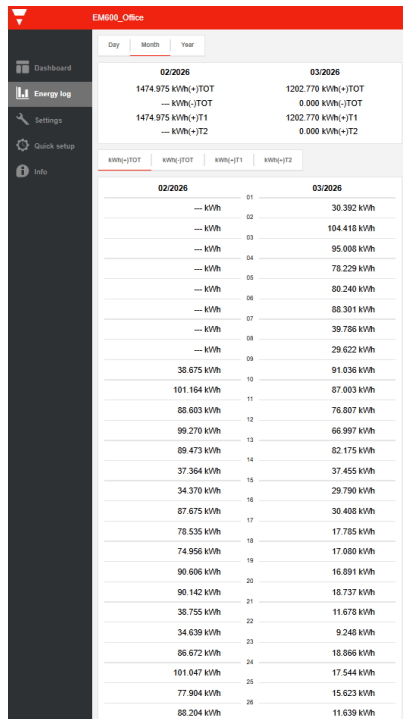 EM600_Office
Dashboard
Energy log
Settings
Quick setup
Info
Day Month Year
02/2026 03/2026
1474.975 kWh(+)TOT 1202.770 kWh(+)TOT
--- kWh(-)TOT 0.000 kWh(-)TOT
1474.975 kWh(+)T1 1202.770 kWh(+)T1
--- kWh(+)T2 0.000 kWh(+)T2
kWh(+)TOT kWh(-)TOT kWh(+)T1 kWh(+)T2
02/2026 03/2026
01
--- kWh 30.392 kWh
02
--- kWh 104.418 kWh
03
--- kWh 95.008 kWh
04
--- kWh 78.229 kWh
05
--- kWh 80.240 kWh
06
--- kWh 88.301 kWh
07
--- kWh 39.786 kWh
08
--- kWh 29.622 kWh
09
38.675 kWh 91.036 kWh
10
101.164 kWh 87.003 kWh
11
88.603 kWh 76.807 kWh
12
99.270 kWh 66.997 kWh
13
89.473 kWh 82.175 kWh
14
37.364 kWh 37.455 kWh
15
34.370 kWh 29.790 kWh
16
87.675 kWh 30.408 kWh
17
78.535 kWh 17.785 kWh
18
74.956 kWh 17.080 kWh
19
90.606 kWh 16.891 kWh
20
90.142 kWh 18.737 kWh
21
38.755 kWh 11.678 kWh
22
34.639 kWh 9.248 kWh
23
86.672 kWh 18.866 kWh
24
101.047 kWh 17.544 kWh
25
77.904 kWh 15.623 kWh
26
88.204 kWh 11.639 kWh